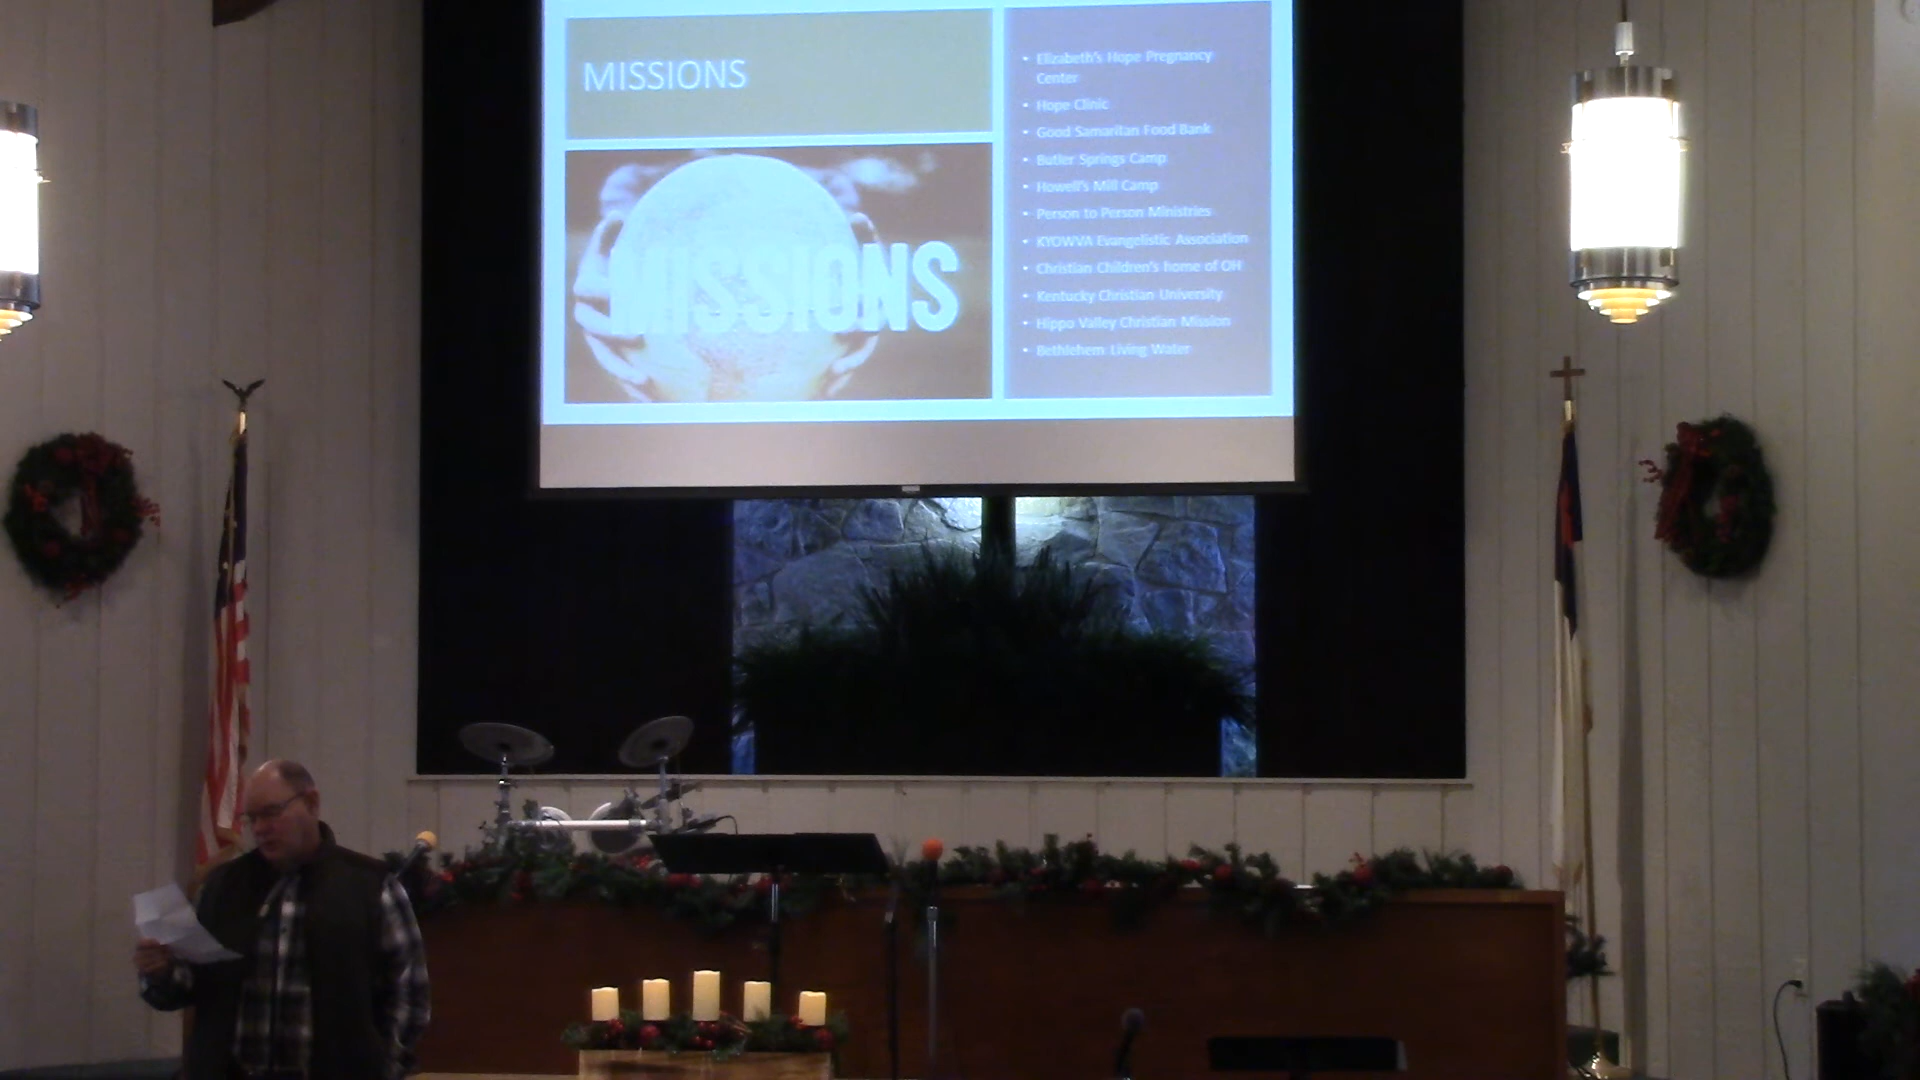 MISSIONS
MISSIONS
• Elizabeth's Hope Pregnancy
Center
• Hope Clinic
• Good Samaritan Food Bank
• Butler Springs Camp
• Howell's Mill Camp
• Person to Person Ministries
• KYOWVA Evangelistic Association
• Christian Children's home of OH
• Kentucky Christian University
• Hippo Valley Christian Mission
• Bethlehem Living Water